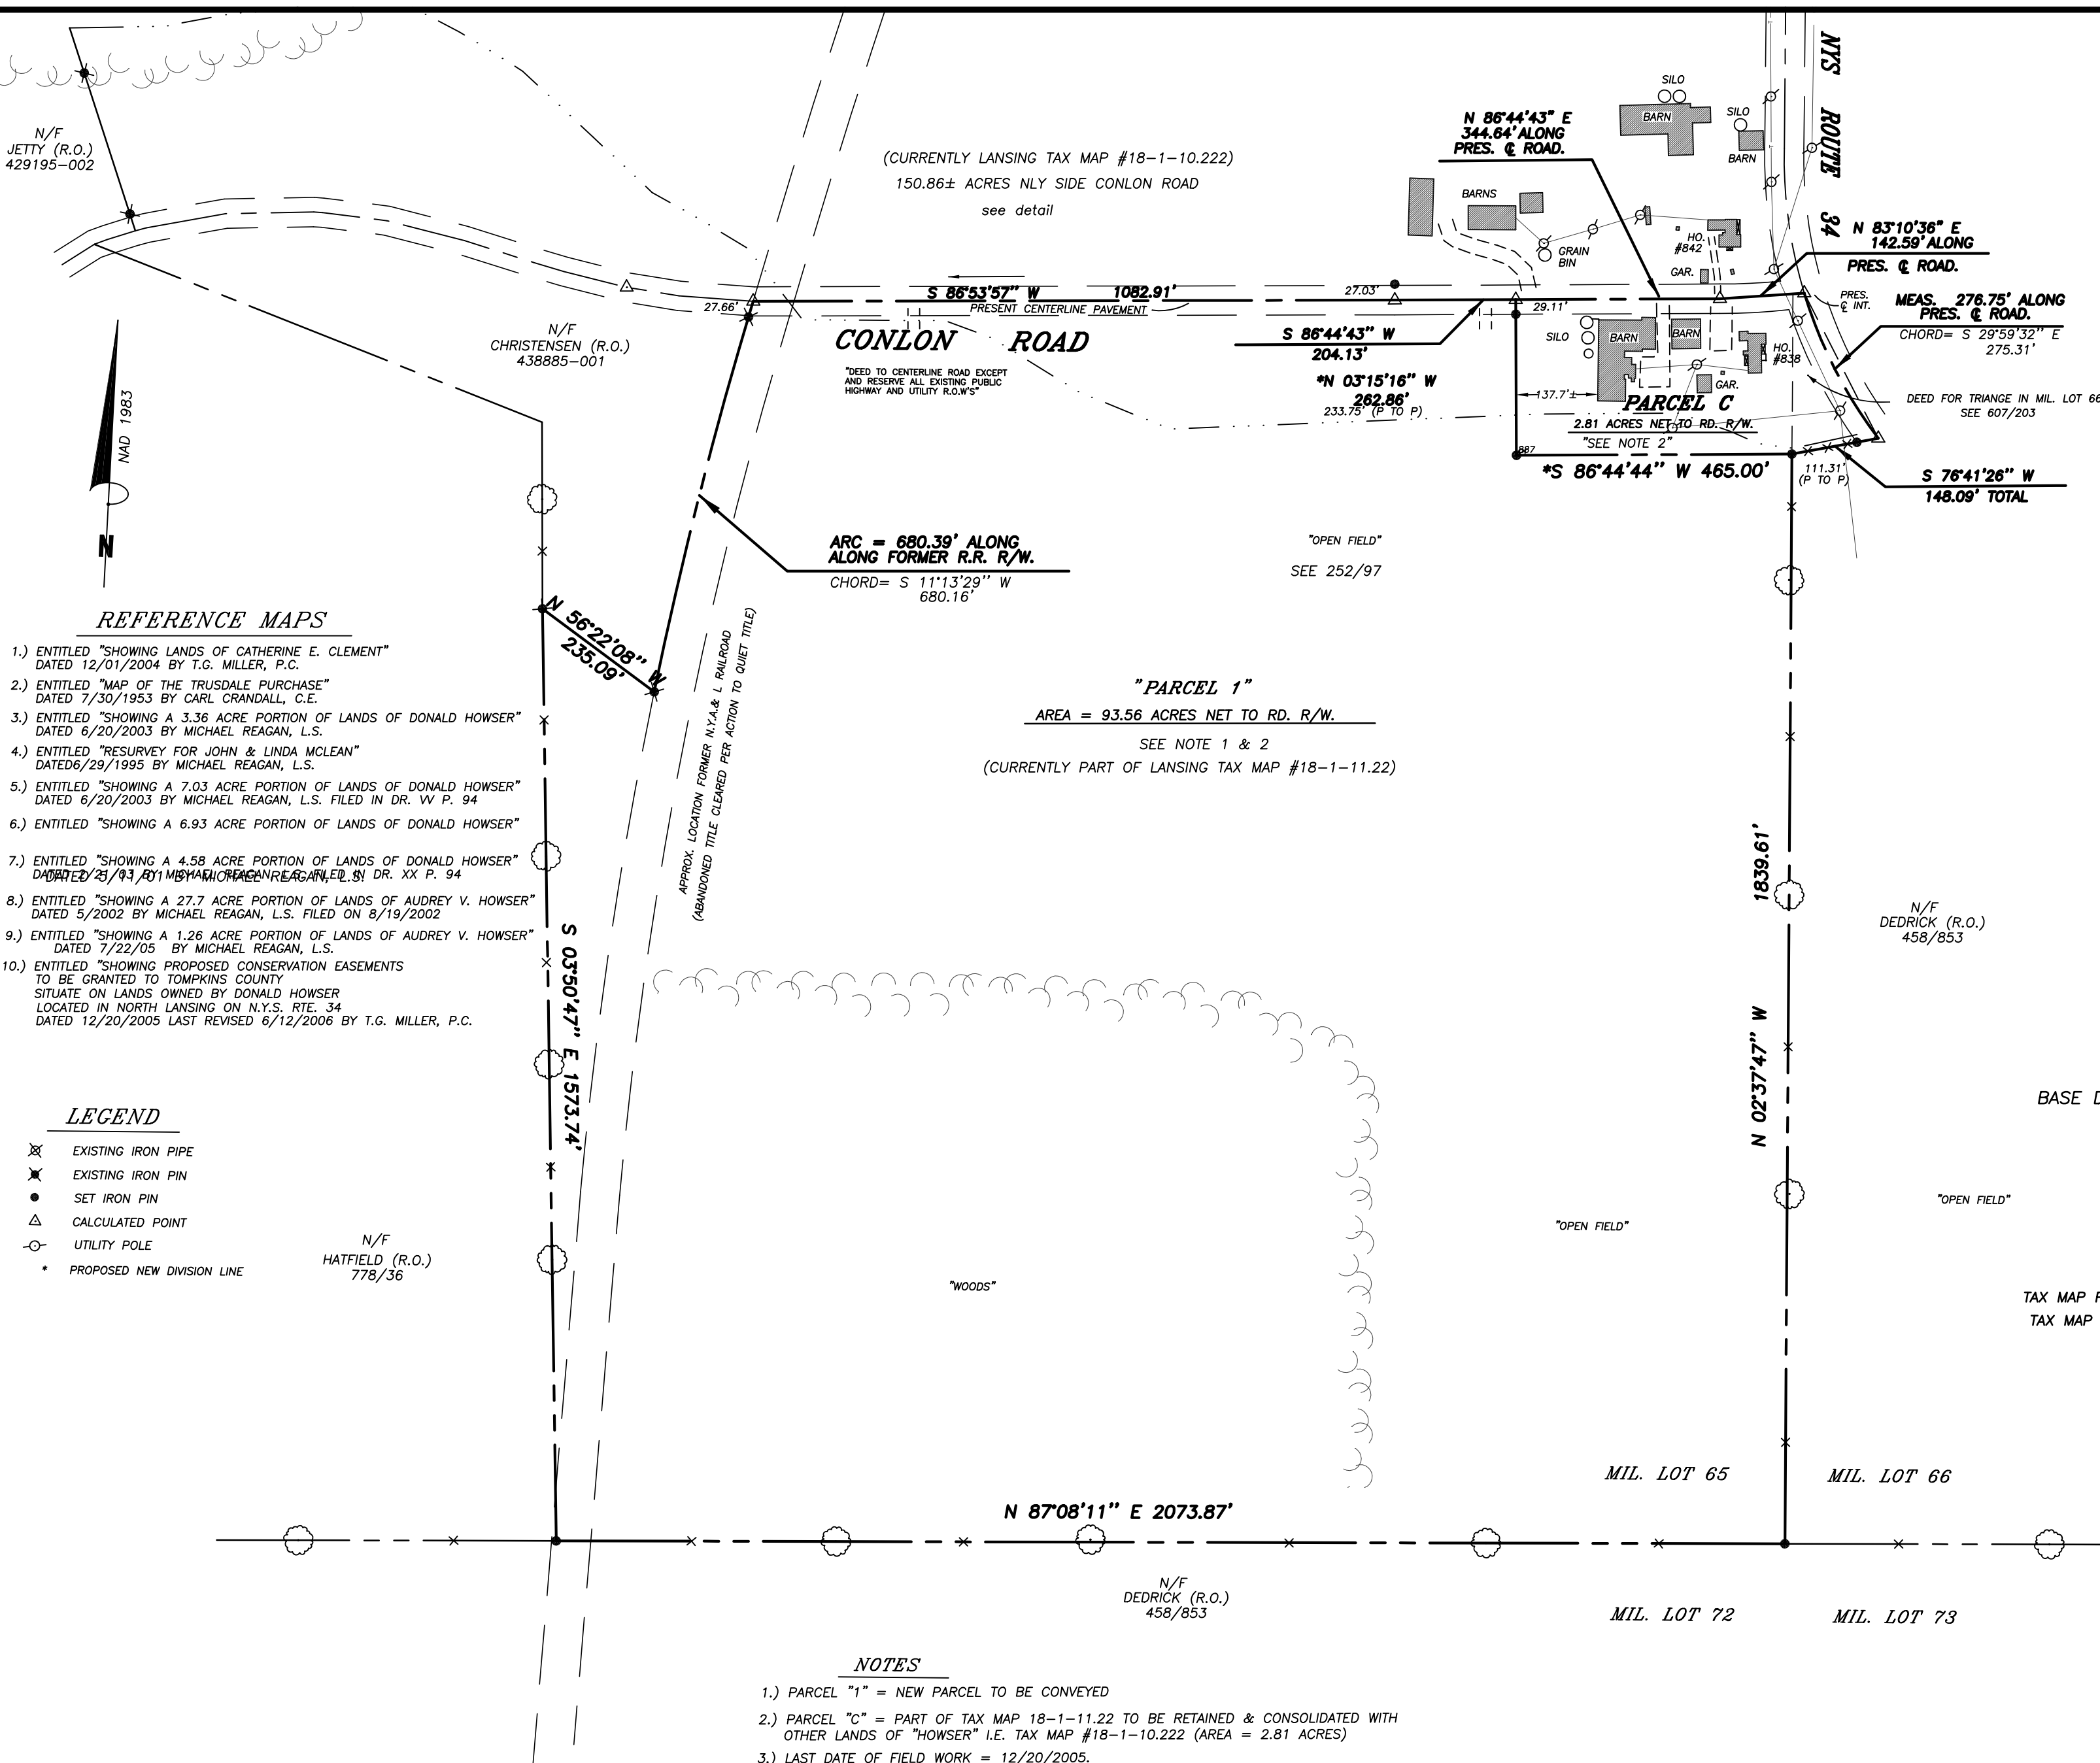 NYS ROUTE 34
N/F
JETTY (R.O.)
429195-002
(CURRENTLY LANSING TAX MAP #18-1-10.222)
150.86± ACRES NLY SIDE CONLON ROAD
see detail
N 86°44'43" E
344.64' ALONG
PRES. ℄ ROAD.
SILO
BARN
SILO
BARN
BARNS
GRAIN
BIN
HO.
#842
GAR.
N 83°10'36" E
142.59' ALONG
PRES. ℄ ROAD.
PRES.
℄ INT.
MEAS. 276.75' ALONG
PRES. ℄ ROAD.
CHORD= S 29°59'32" E
275.31'
27.66'
S 86°53'57" W 1082.91'
PRESENT CENTERLINE PAVEMENT
27.03'
29.11'
CONLON ROAD
"DEED TO CENTERLINE ROAD EXCEPT
AND RESERVE ALL EXISTING PUBLIC
HIGHWAY AND UTILITY R.O.W'S"
N/F
CHRISTENSEN (R.O.)
438885-001
S 86°44'43" W
204.13'
*N 03°15'16" W
262.86'
233.75' (P TO P)
SILO
BARN
BARN
HO.
#838
GAR.
137.7'±
PARCEL C
2.81 ACRES NET TO RD. R/W.
"SEE NOTE 2"
887
*S 86°44'44" W 465.00'
DEED FOR TRIANGE IN MIL. LOT 66
SEE 607/203
111.31'
(P TO P)
S 76°41'26" W
148.09' TOTAL
NAD 1983
N
ARC = 680.39' ALONG
ALONG FORMER R.R. R/W.
CHORD= S 11°13'29" W
680.16'
"OPEN FIELD"
SEE 252/97
N 56°22'08" W
235.09'
APPROX. LOCATION FORMER N.Y.A.& L RAILROAD
(ABANDONED TITLE CLEARED PER ACTION TO QUIET TITLE)
"PARCEL 1"
AREA = 93.56 ACRES NET TO RD. R/W.
SEE NOTE 1 & 2
(CURRENTLY PART OF LANSING TAX MAP #18-1-11.22)
REFERENCE MAPS
1.) ENTITLED "SHOWING LANDS OF CATHERINE E. CLEMENT"
DATED 12/01/2004 BY T.G. MILLER, P.C.
2.) ENTITLED "MAP OF THE TRUSDALE PURCHASE"
DATED 7/30/1953 BY CARL CRANDALL, C.E.
3.) ENTITLED "SHOWING A 3.36 ACRE PORTION OF LANDS OF DONALD HOWSER"
DATED 6/20/2003 BY MICHAEL REAGAN, L.S.
4.) ENTITLED "RESURVEY FOR JOHN & LINDA MCLEAN"
DATED6/29/1995 BY MICHAEL REAGAN, L.S.
5.) ENTITLED "SHOWING A 7.03 ACRE PORTION OF LANDS OF DONALD HOWSER"
DATED 6/20/2003 BY MICHAEL REAGAN, L.S. FILED IN DR. VV P. 94
6.) ENTITLED "SHOWING A 6.93 ACRE PORTION OF LANDS OF DONALD HOWSER"
7.) ENTITLED "SHOWING A 4.58 ACRE PORTION OF LANDS OF DONALD HOWSER"
DATED 2/21/03 BY MICHAEL REAGAN, L.S. FILED IN DR. XX P. 94
DATED 5/11/01 BY MICHAEL REAGAN, L.S.
8.) ENTITLED "SHOWING A 27.7 ACRE PORTION OF LANDS OF AUDREY V. HOWSER"
DATED 5/2002 BY MICHAEL REAGAN, L.S. FILED ON 8/19/2002
9.) ENTITLED "SHOWING A 1.26 ACRE PORTION OF LANDS OF AUDREY V. HOWSER"
DATED 7/22/05 BY MICHAEL REAGAN, L.S.
10.) ENTITLED "SHOWING PROPOSED CONSERVATION EASEMENTS
TO BE GRANTED TO TOMPKINS COUNTY
SITUATE ON LANDS OWNED BY DONALD HOWSER
LOCATED IN NORTH LANSING ON N.Y.S. RTE. 34
DATED 12/20/2005 LAST REVISED 6/12/2006 BY T.G. MILLER, P.C.
S 03°50'47" E 1573.74'
N 02°37'47" W 1839.61'
N/F
DEDRICK (R.O.)
458/853
BASE D
LEGEND
EXISTING IRON PIPE
EXISTING IRON PIN
SET IRON PIN
CALCULATED POINT
UTILITY POLE
* PROPOSED NEW DIVISION LINE
N/F
HATFIELD (R.O.)
778/36
"WOODS"
"OPEN FIELD"
"OPEN FIELD"
TAX MAP
TAX MAP
MIL. LOT 65
MIL. LOT 66
N 87°08'11" E 2073.87'
N/F
DEDRICK (R.O.)
458/853
MIL. LOT 72
MIL. LOT 73
NOTES
1.) PARCEL "1" = NEW PARCEL TO BE CONVEYED
2.) PARCEL "C" = PART OF TAX MAP 18-1-11.22 TO BE RETAINED & CONSOLIDATED WITH
OTHER LANDS OF "HOWSER" I.E. TAX MAP #18-1-10.222 (AREA = 2.81 ACRES)
3.) LAST DATE OF FIELD WORK = 12/20/2005.